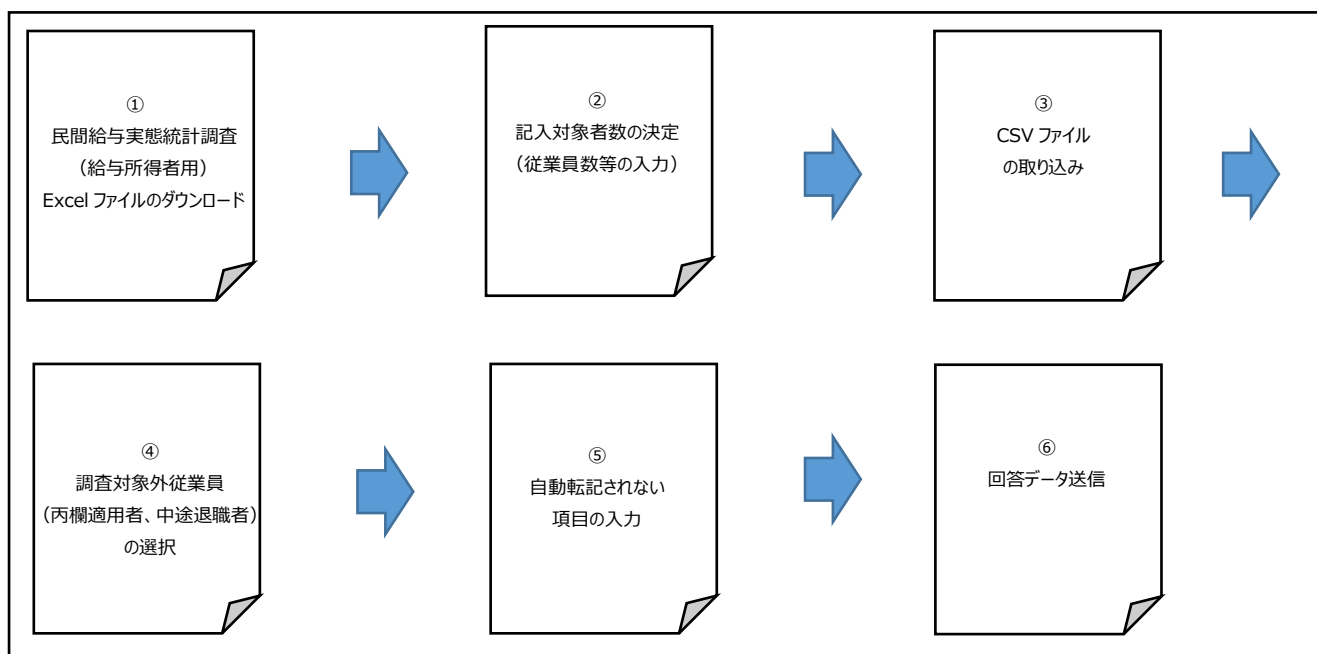 ①
民間給与実態統計調査
(給与所得者用)
Excel ファイルのダウンロード
②
記入対象者数の決定
(従業員数等の入力)
③
CSV ファイル
の取り込み
④
調査対象外従業員
(丙欄適用者、中途退職者)
の選択
⑤
自動転記されない
項目の入力
⑥
回答データ送信